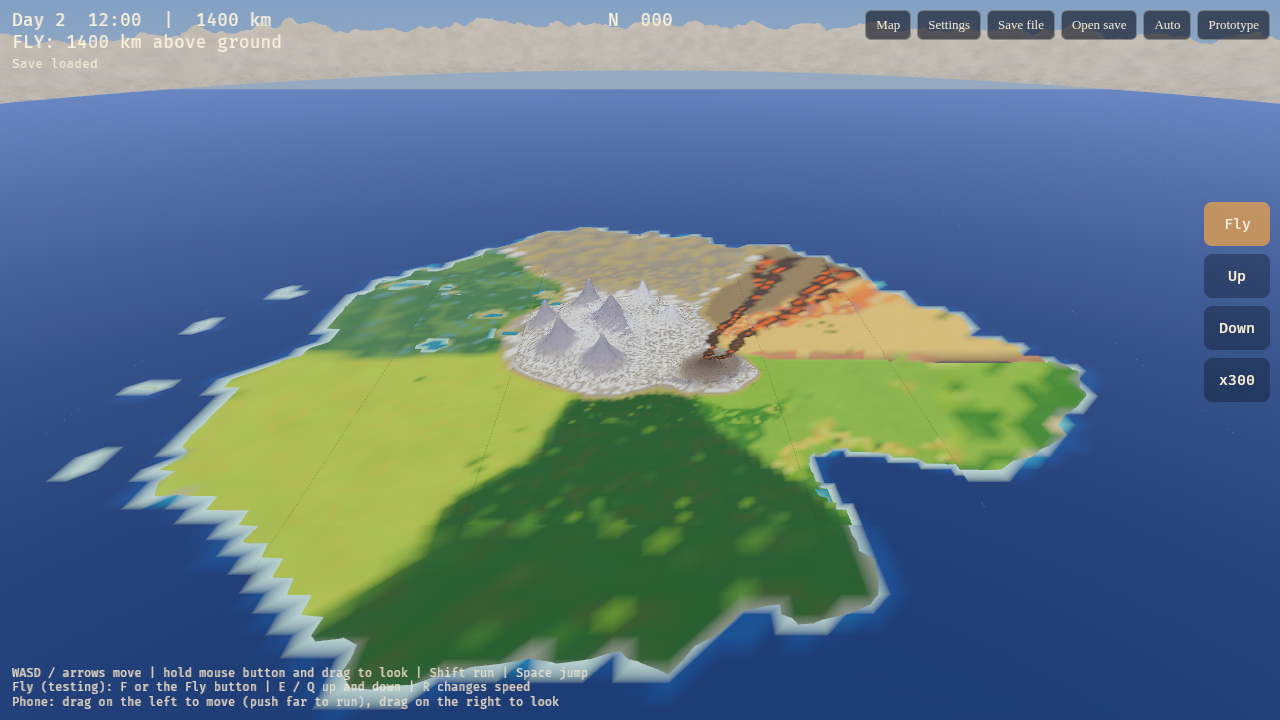 Day 2  12:00  |  1400 km
N  000
Map
Settings
Save file
Open save
Auto
Prototype
FLY: 1400 km above ground
Save loaded
Fly
Up
Down
x300
WASD / arrows move | hold mouse button and drag to look | Shift run | Space jump
Fly (testing): F or the Fly button | E / Q up and down | R changes speed
Phone: drag on the left to move (push far to run), drag on the right to look